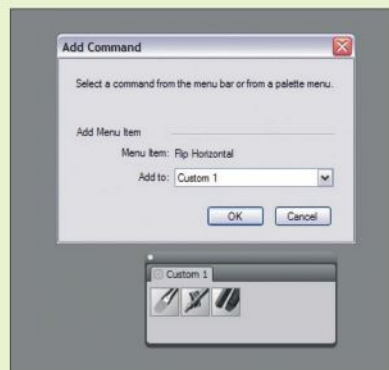 Add Command
Select a command from the menu bar or from a palette menu.
Add Menu Item
Menu Item: Flip Horizontal
Add to: Custom 1
OK Cancel
Custom 1